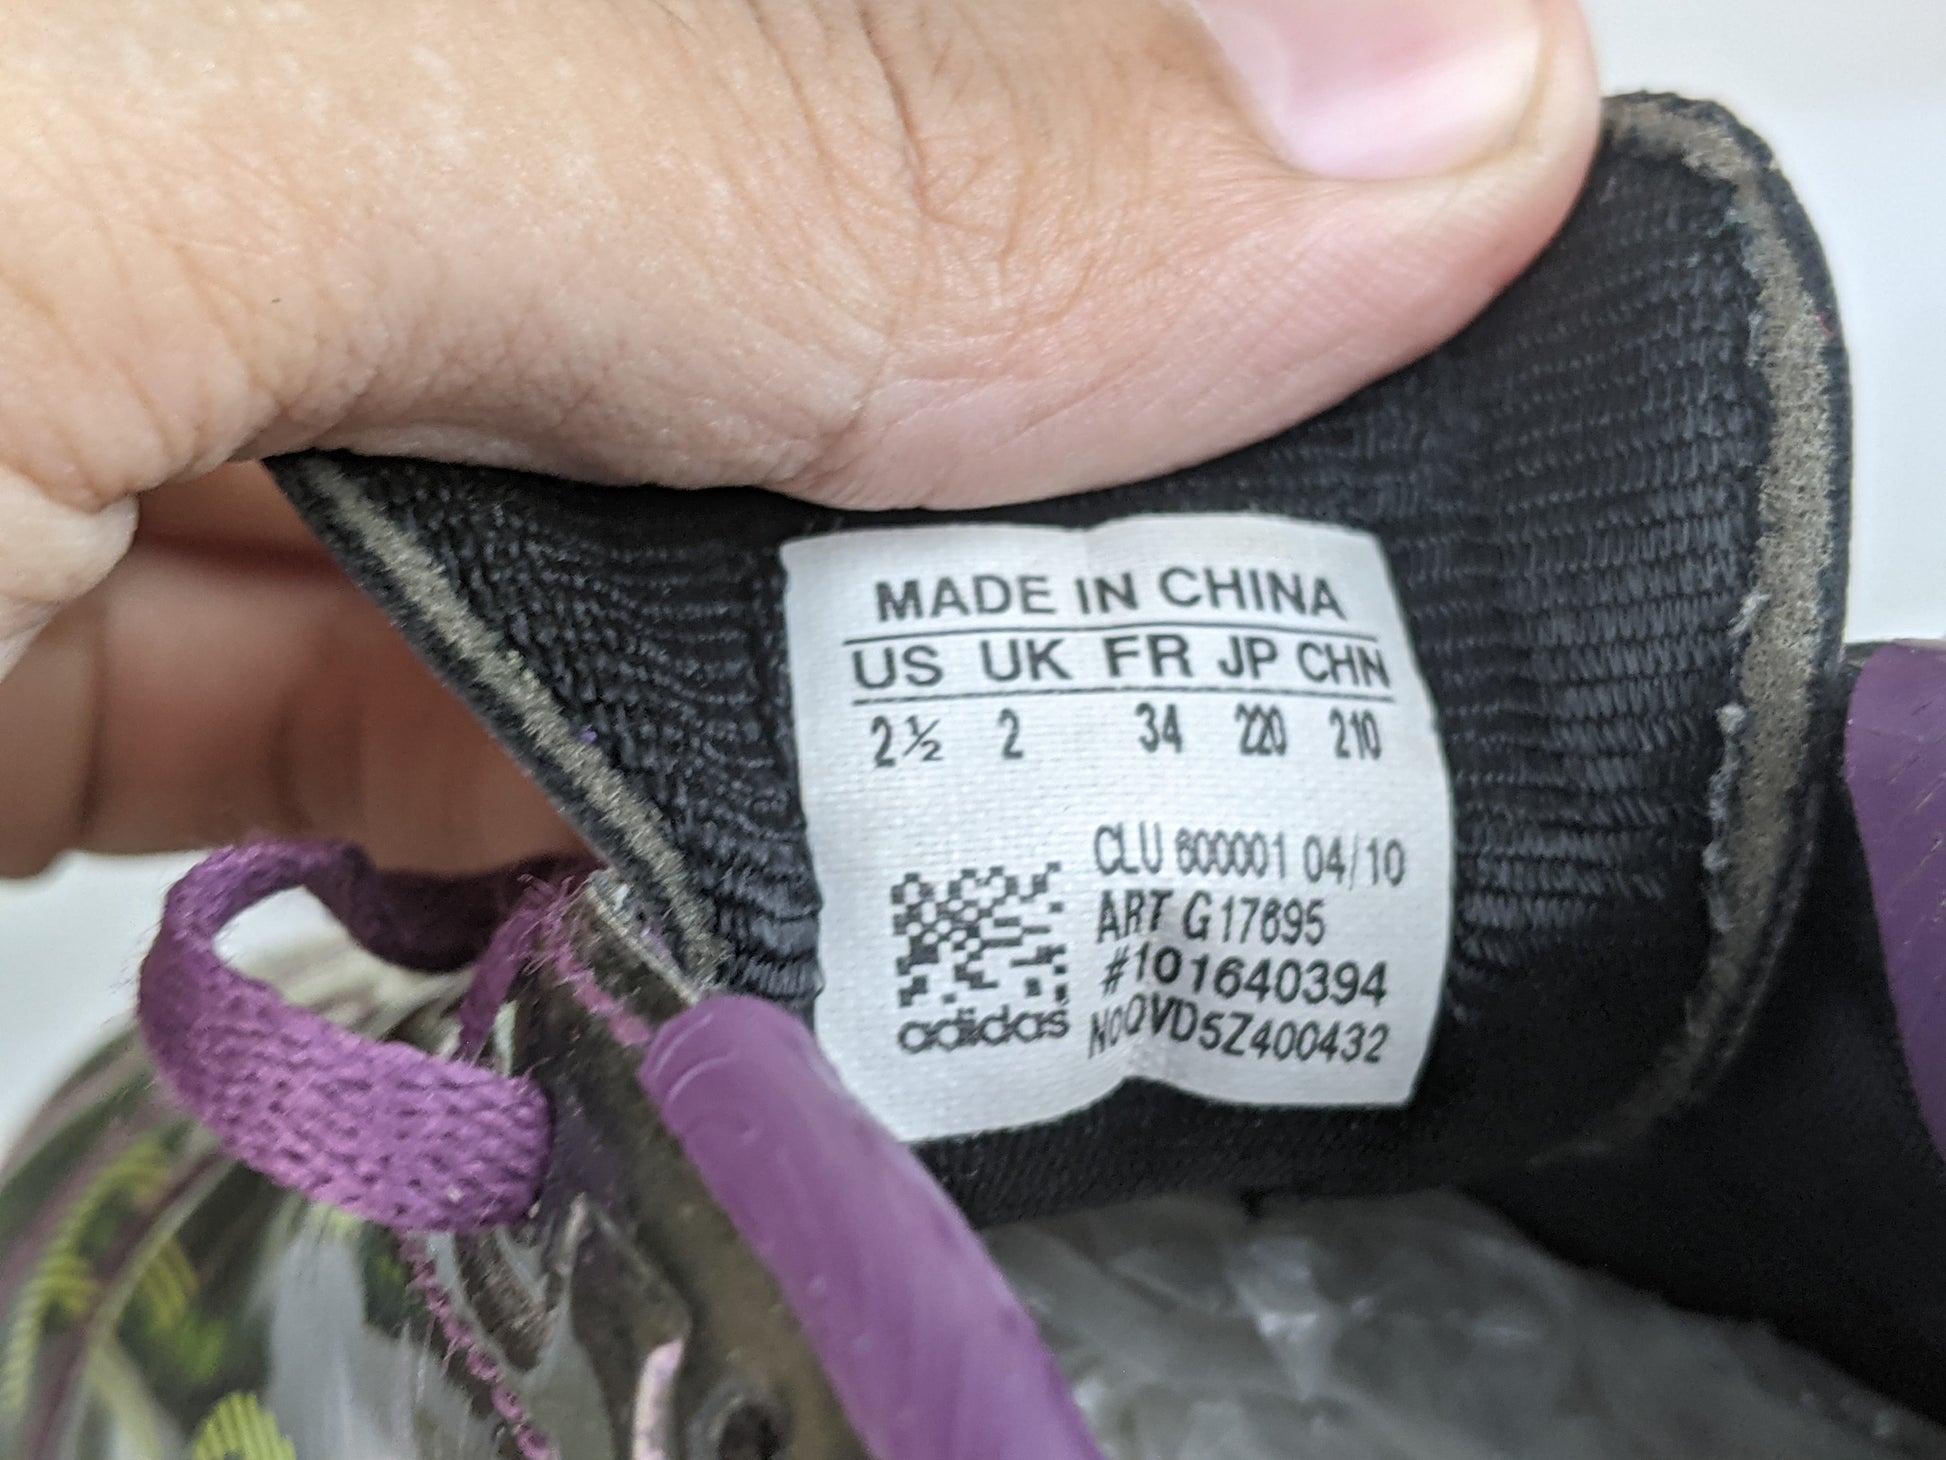 MADE IN CHINA
US UK FR JP CHN
2½ 2 34 220 210
CLU 600001 04/10
ART G17695
#101640394
adidas
N0QVD5Z400432